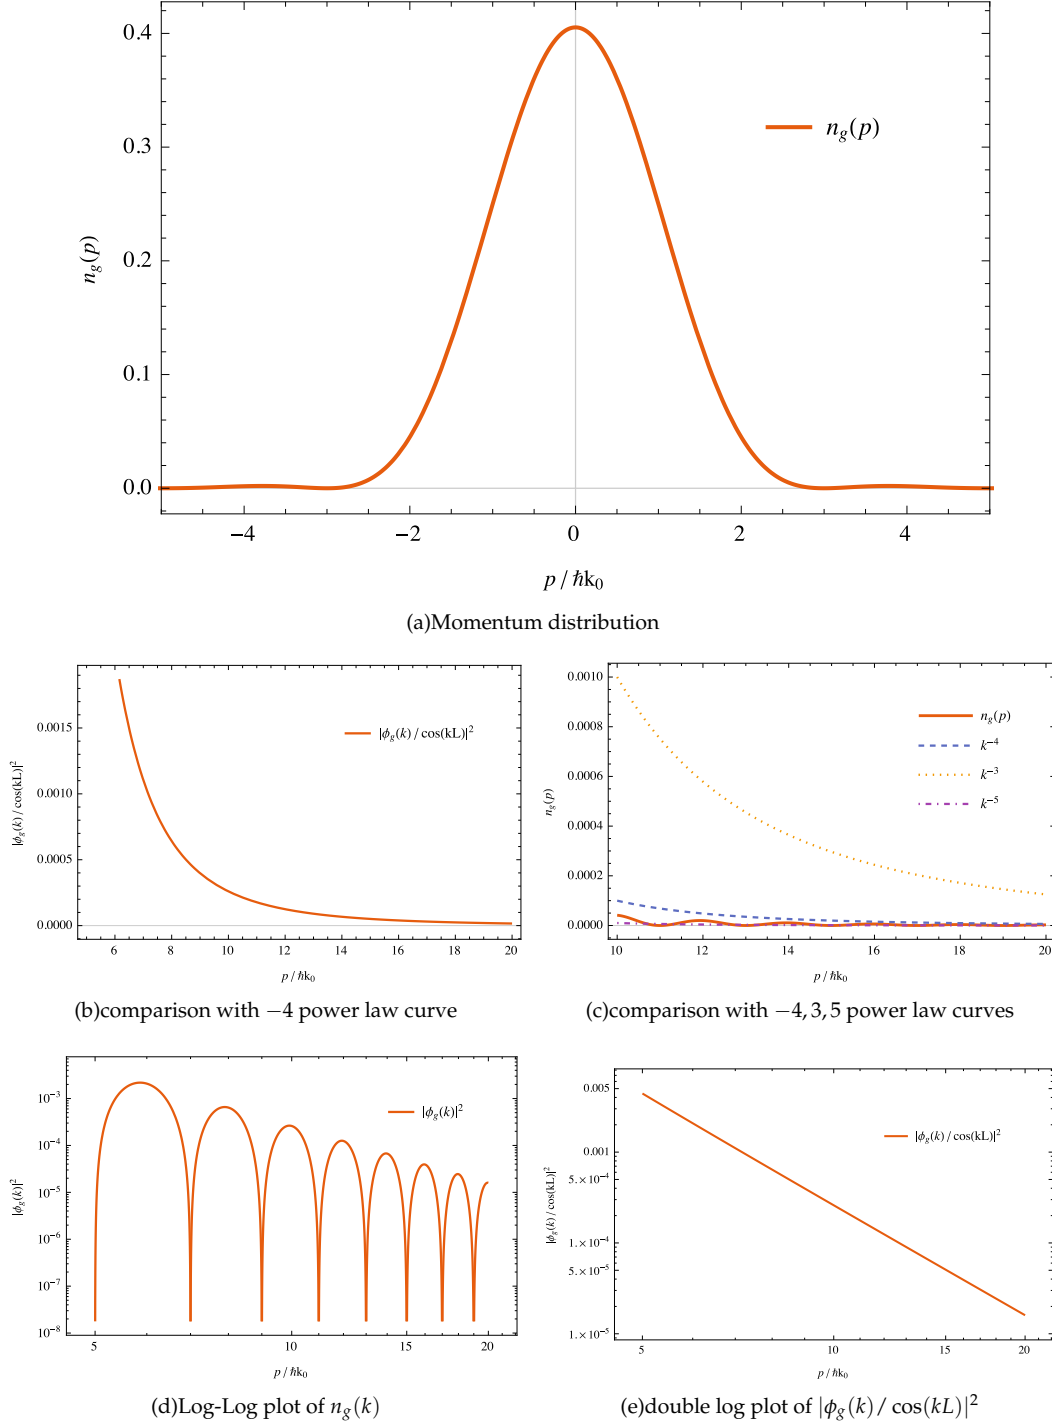 0.4
0.3
0.2
0.1
0.0
n_g(p)
n_g(p)
−4 −2 0 2 4
p / ħk₀
(a)Momentum distribution
0.0015
0.0010
0.0005
0.0000
|ϕ_g(k) / cos(kL)|²
|ϕ_g(k) / cos(kL)|²
6 8 10 12 14 16 18 20
p / ħk₀
(b)comparison with −4 power law curve
0.0010
0.0008
0.0006
0.0004
0.0002
0.0000
n_g(p)
n_g(p)
k⁻⁴
k⁻³
k⁻⁵
10 12 14 16 18 20
p / ħk₀
(c)comparison with −4, 3, 5 power law curves
10⁻³
10⁻⁴
10⁻⁵
10⁻⁶
10⁻⁷
10⁻⁸
|ϕ_g(k)|²
|ϕ_g(k)|²
5 10 15 20
p / ħk₀
(d)Log-Log plot of n_g(k)
0.005
0.001
5.×10⁻⁴
1.×10⁻⁴
5.×10⁻⁵
1.×10⁻⁵
|ϕ_g(k) / cos(kL)|²
|ϕ_g(k) / cos(kL)|²
5 10 15 20
p / ħk₀
(e)double log plot of |ϕ_g(k) / cos(kL)|²